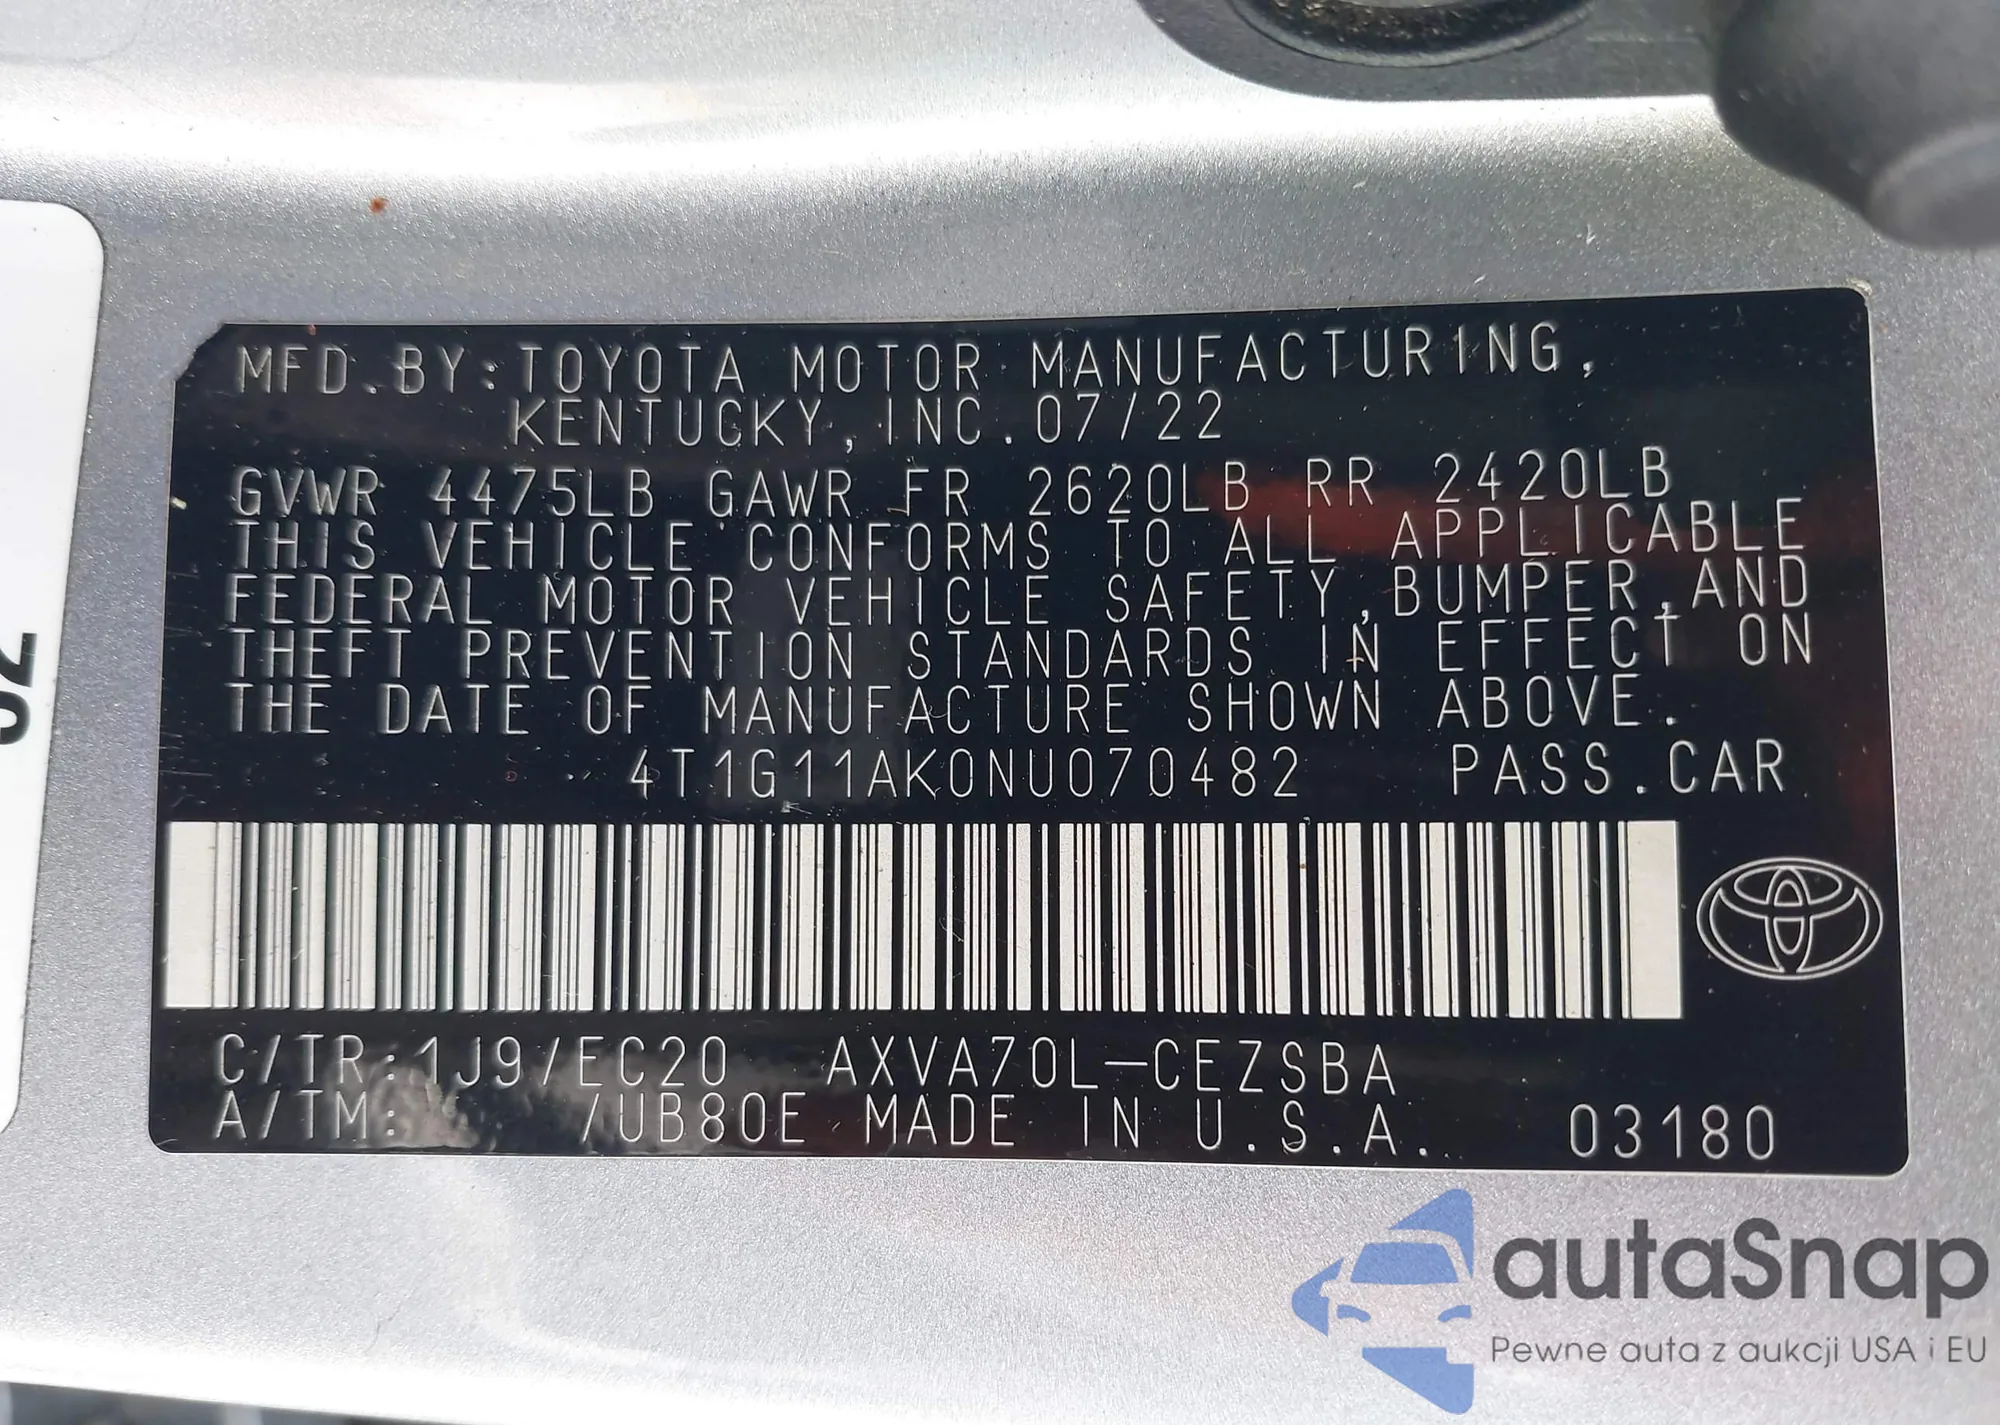 MFD.BY:TOYOTA MOTOR MANUFACTURING,
KENTUCKY,INC.07/22
GVWR 4475LB GAWR FR 2620LB RR 2420LB
THIS VEHICLE CONFORMS TO ALL APPLICABLE
FEDERAL MOTOR VEHICLE SAFETY,BUMPER,AND
THEFT PREVENTION STANDARDS IN EFFECT ON
THE DATE OF MANUFACTURE SHOWN ABOVE.
4T1G11AK0NU070482 PASS.CAR
C/TR:1J9/EC20 AXVA70L-CEZSBA
A/TM: /UB80E MADE IN U.S.A. 03180
autaSnap
Pewne auta z aukcji USA i EU